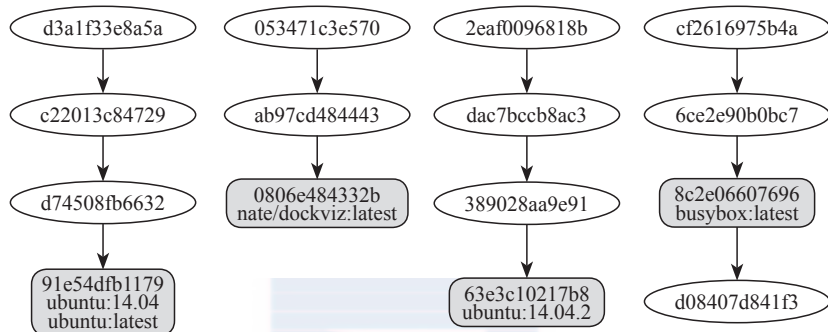 d3a1f33e8a5a
c22013c84729
d74508fb6632
91e54dfb1179
ubuntu:14.04
ubuntu:latest
053471c3e570
ab97cd484443
0806e484332b
nate/dockviz:latest
2eaf0096818b
dac7bccb8ac3
389028aa9e91
63e3c10217b8
ubuntu:14.04.2
cf2616975b4a
6ce2e90b0bc7
8c2e06607696
busybox:latest
d08407d841f3